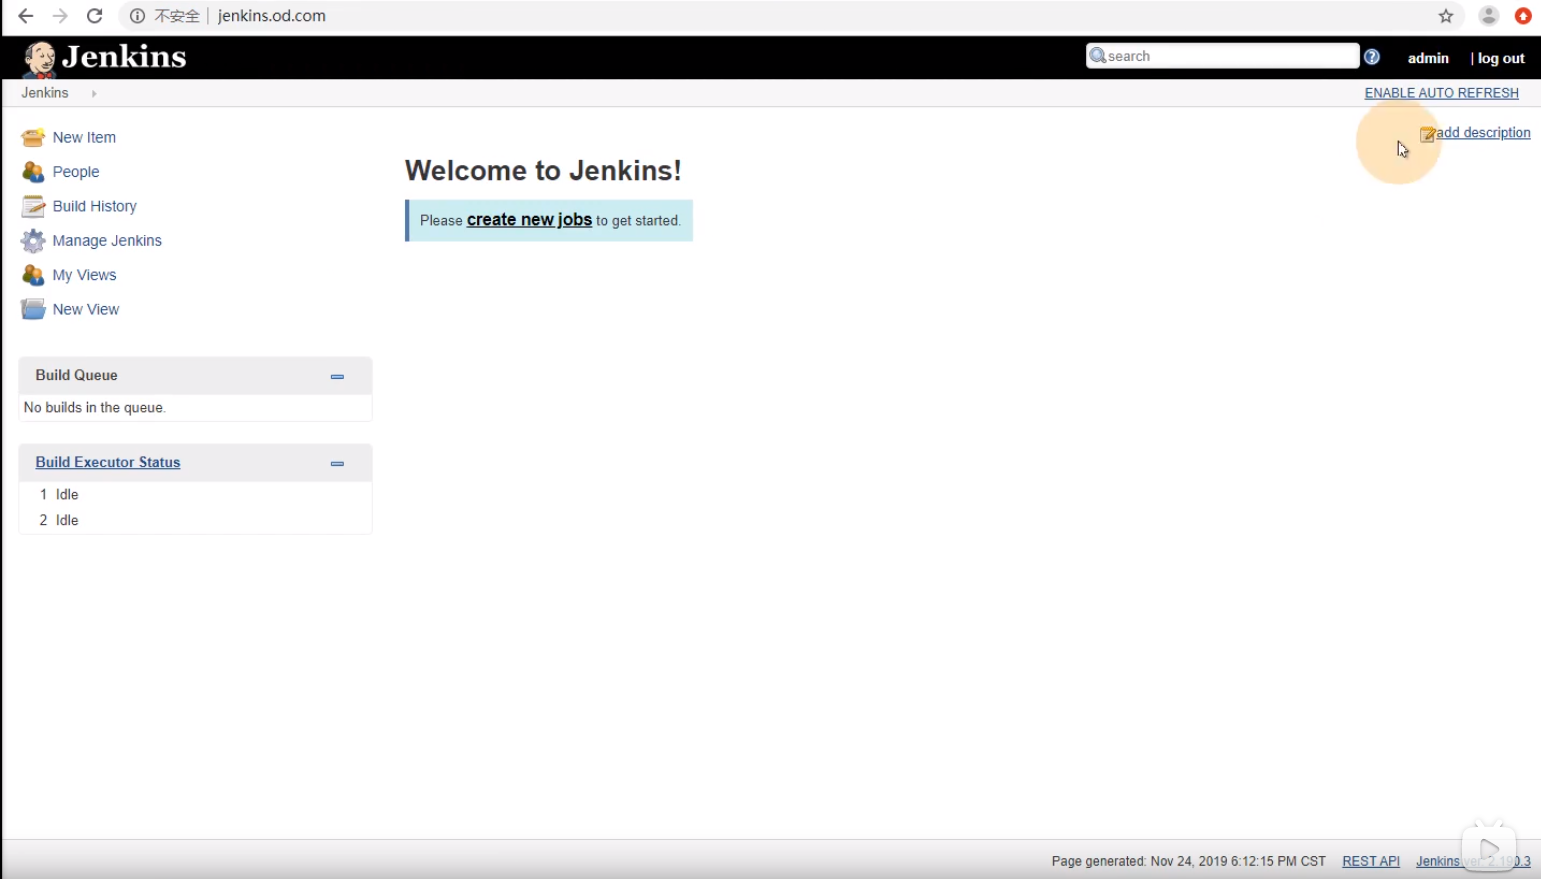 不安全 | jenkins.od.com
Jenkins
search
admin
| log out
Jenkins
ENABLE AUTO REFRESH
add description
New Item
People
Build History
Manage Jenkins
My Views
New View
Welcome to Jenkins!
Please create new jobs to get started.
Build Queue
No builds in the queue.
Build Executor Status
1 Idle
2 Idle
Page generated: Nov 24, 2019 6:12:15 PM CST
REST API
Jenkins ver. 2.190.3